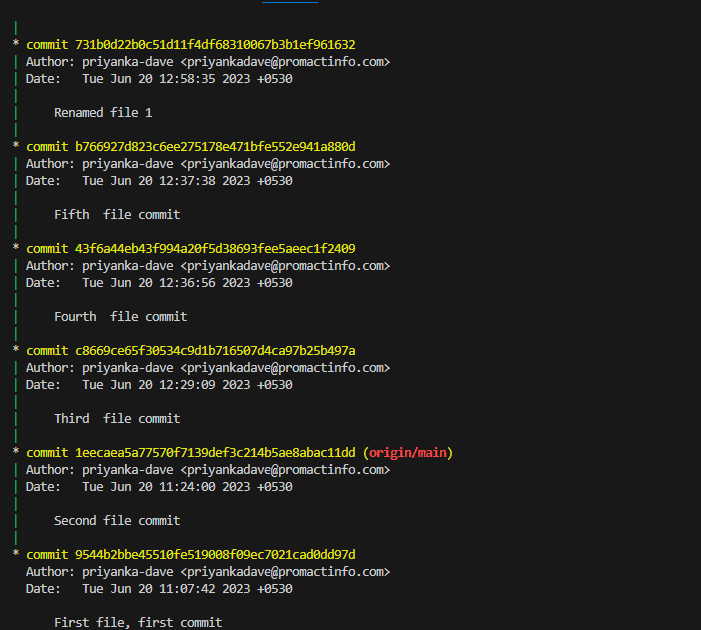 * commit 731b0d22b0c51d11f4df68310067b3b1ef961632
| Author: priyanka-dave <priyankadave@promactinfo.com>
| Date:   Tue Jun 20 12:58:35 2023 +0530
|
|     Renamed file 1
|
* commit b766927d823c6ee275178e471bfe552e941a880d
| Author: priyanka-dave <priyankadave@promactinfo.com>
| Date:   Tue Jun 20 12:37:38 2023 +0530
|
|     Fifth  file commit
|
* commit 43f6a44eb43f994a20f5d38693fee5aeec1f2409
| Author: priyanka-dave <priyankadave@promactinfo.com>
| Date:   Tue Jun 20 12:36:56 2023 +0530
|
|     Fourth  file commit
|
* commit c8669ce65f30534c9d1b716507d4ca97b25b497a
| Author: priyanka-dave <priyankadave@promactinfo.com>
| Date:   Tue Jun 20 12:29:09 2023 +0530
|
|     Third  file commit
|
* commit 1eecaea5a77570f7139def3c214b5ae8abac11dd (origin/main)
| Author: priyanka-dave <priyankadave@promactinfo.com>
| Date:   Tue Jun 20 11:24:00 2023 +0530
|
|     Second file commit
|
* commit 9544b2bbe45510fe519008f09ec7021cad0dd97d
  Author: priyanka-dave <priyankadave@promactinfo.com>
  Date:   Tue Jun 20 11:07:42 2023 +0530

      First file, first commit